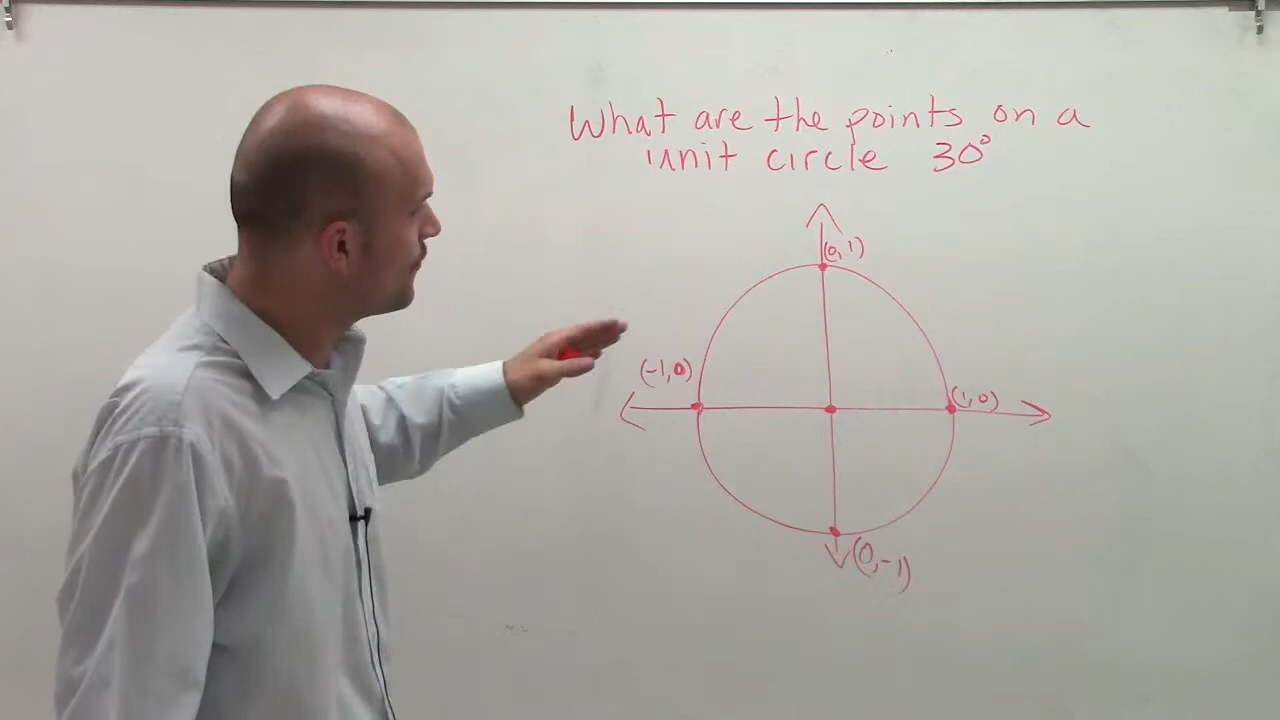 What are the points on a
unit circle 30°
(0, 1)
(-1, 0)
(1, 0)
(0, -1)